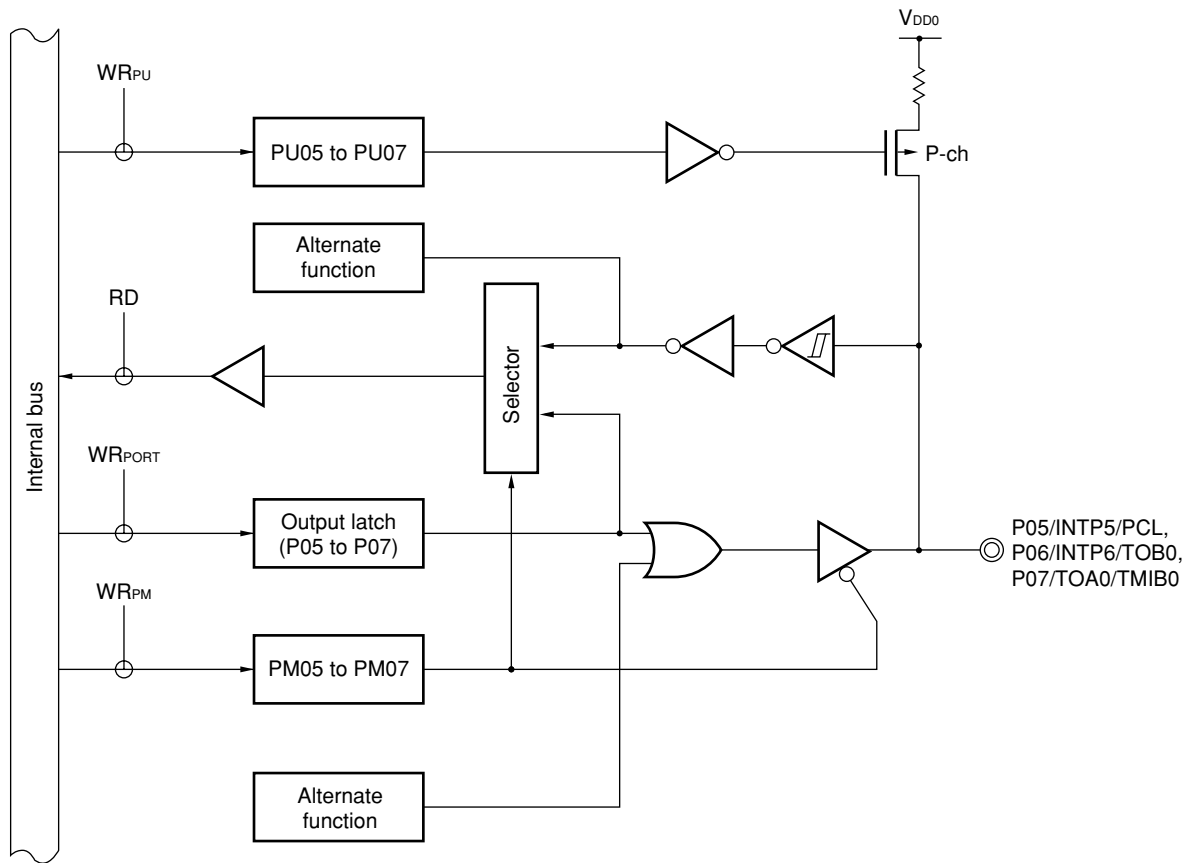 VDD0
WRPU
PU05 to PU07
P-ch
Alternate
function
RD
Selector
Internal bus
WRPORT
Output latch
(P05 to P07)
P05/INTP5/PCL,
P06/INTP6/TOB0,
P07/TOA0/TMIB0
WRPM
PM05 to PM07
Alternate
function